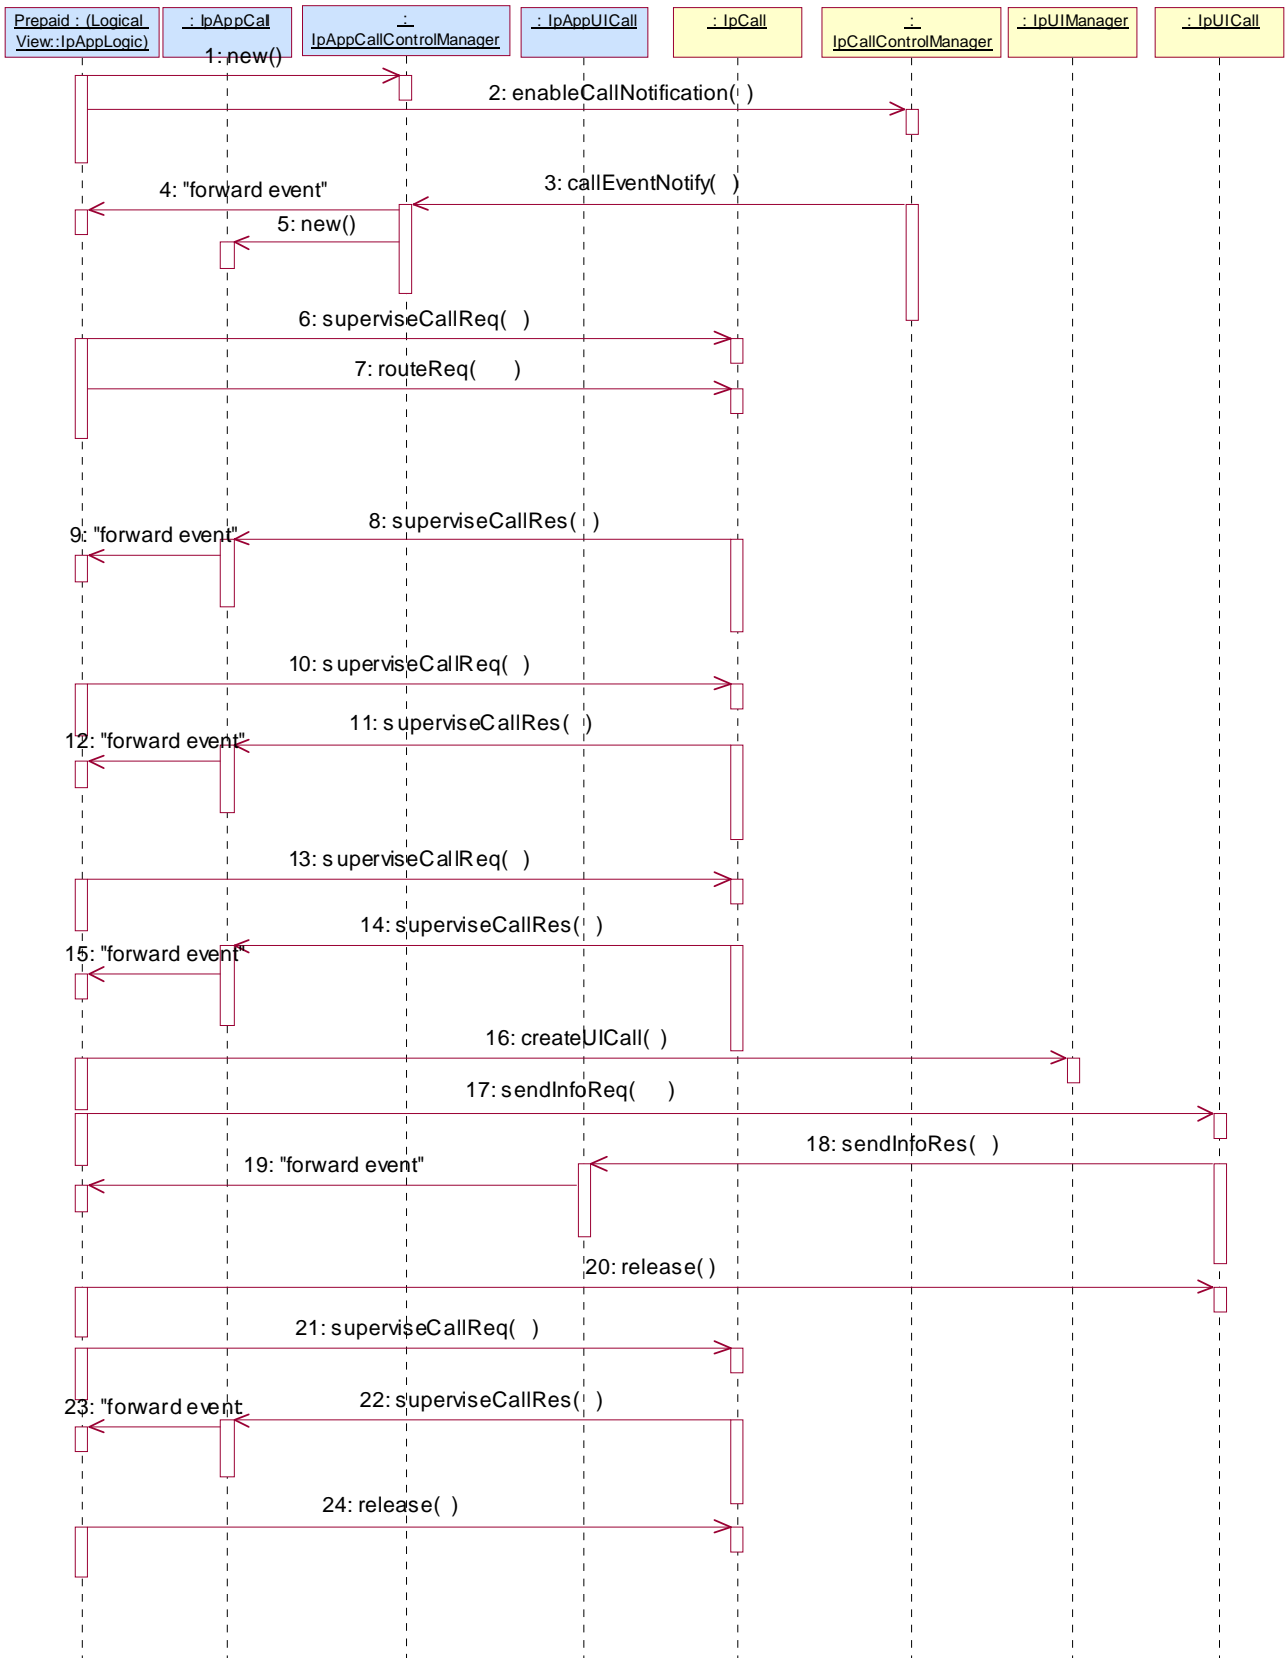 Prepaid : (Logical
View::IpAppLogic)
: IpAppCall
:
IpAppCallControlManager
: IpAppUICall
: IpCall
:
IpCallControlManager
: IpUIManager
: IpUICall
1: new()
2: enableCallNotification( )
3: callEventNotify( )
4: "forward event"
5: new()
6: superviseCallReq( )
7: routeReq( )
8: superviseCallRes( )
9: "forward event"
10: superviseCallReq( )
11: superviseCallRes( )
12: "forward event"
13: superviseCallReq( )
14: superviseCallRes( )
15: "forward event"
16: createUICall( )
17: sendInfoReq( )
18: sendInfoRes( )
19: "forward event"
20: release( )
21: superviseCallReq( )
22: superviseCallRes( )
23: "forward event:
24: release( )